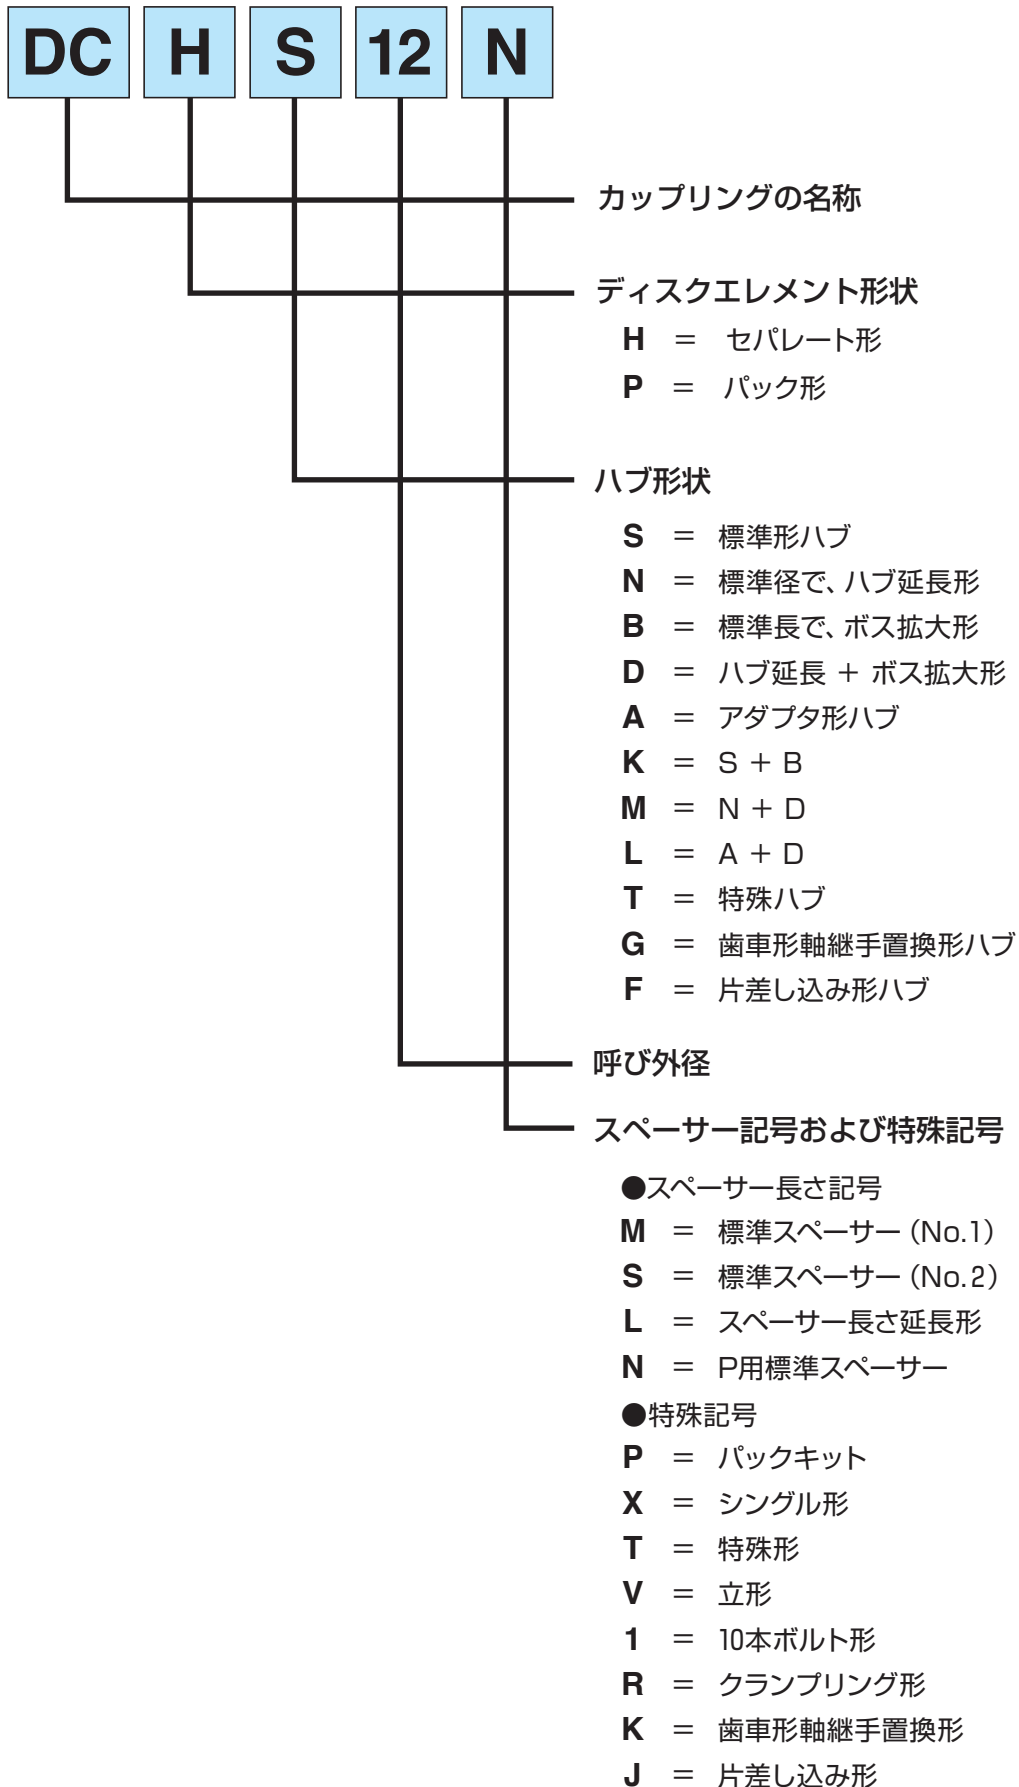 DC H S 12 N
カップリングの名称
ディスクエレメント形状
H = セパレート形
P = パック形
ハブ形状
S = 標準形ハブ
N = 標準径で、ハブ延長形
B = 標準長で、ボス拡大形
D = ハブ延長 + ボス拡大形
A = アダプタ形ハブ
K = S + B
M = N + D
L = A + D
T = 特殊ハブ
G = 歯車形軸継手置換形ハブ
F = 片差し込み形ハブ
呼び外径
スペーサー記号および特殊記号
●スペーサー長さ記号
M = 標準スペーサー(No.1)
S = 標準スペーサー(No.2)
L = スペーサー長さ延長形
N = P用標準スペーサー
●特殊記号
P = パックキット
X = シングル形
T = 特殊形
V = 立形
1 = 10本ボルト形
R = クランプリング形
K = 歯車形軸継手置換形
J = 片差し込み形